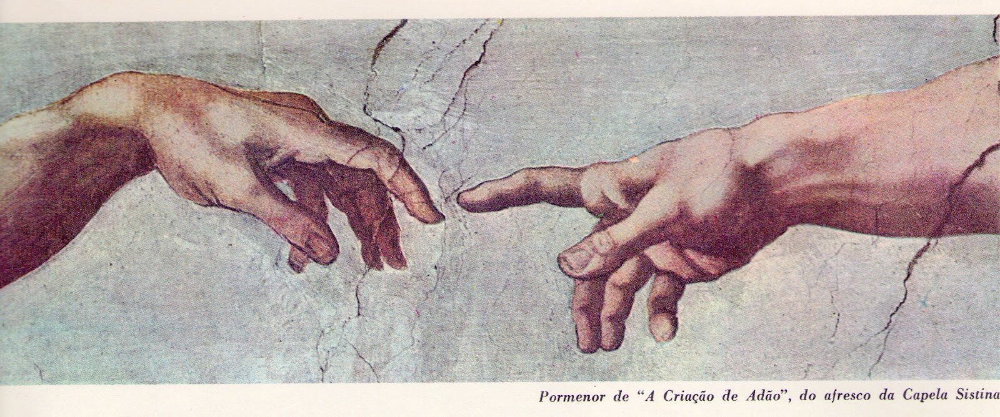 Pormenor de “A Criação de Adão”, do afresco da Capela Sistina